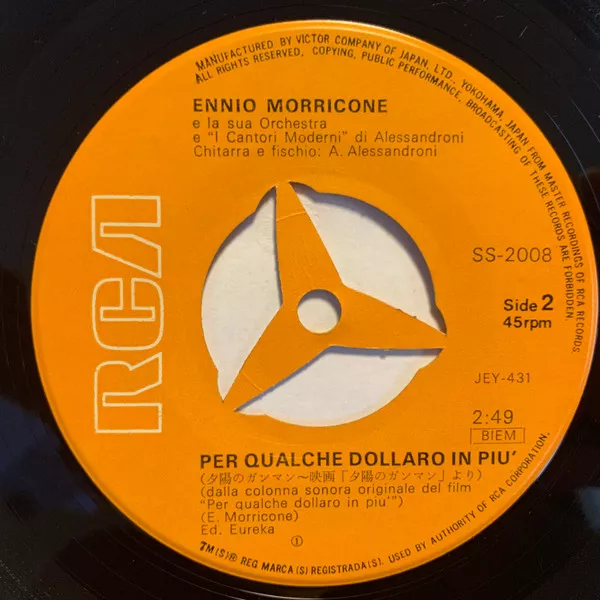 MANUFACTURED BY VICTOR COMPANY OF JAPAN, LTD., YOKOHAMA, JAPAN FROM MASTER RECORDINGS OF RCA RECORDS
ALL RIGHTS RESERVED, COPYING, PUBLIC PERFORMANCE, BROADCASTING OF THESE RECORDS ARE FORBIDDEN.
ENNIO MORRICONE
e la sua Orchestra
e "I Cantori Moderni" di Alessandroni
Chitarra e fischio: A. Alessandroni
RCA
SS-2008
Side 2
45rpm
JEY-431
2:49
BIEM
PER QUALCHE DOLLARO IN PIU'
(夕陽のガンマン〜映画「夕陽のガンマン」より)
(dalla colonna sonora originale del film
"Per qualche dollaro in piu'")
(E. Morricone)
Ed. Eureka
①
TM(S)® REG MARCA(S) REGISTRADA(S). USED BY AUTHORITY OF RCA CORPORATION.